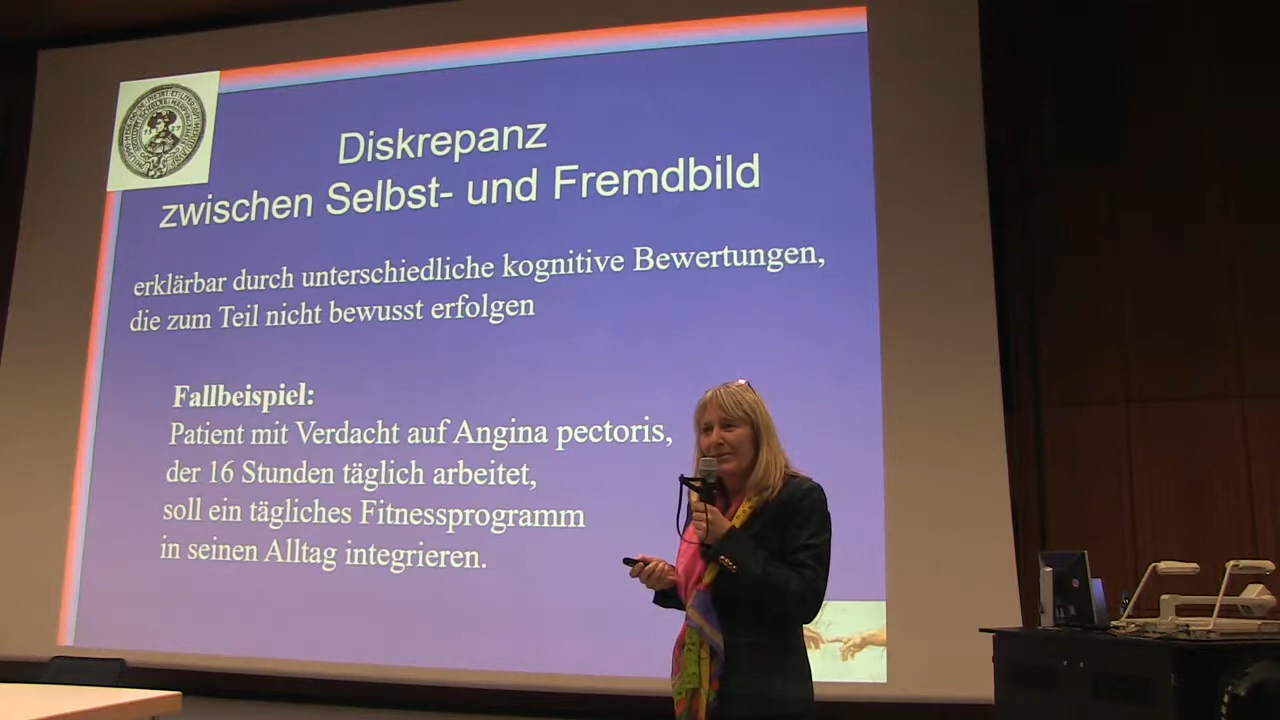 Diskrepanz
zwischen Selbst- und Fremdbild
erklärbar durch unterschiedliche kognitive Bewertungen,
die zum Teil nicht bewusst erfolgen
Fallbeispiel:
Patient mit Verdacht auf Angina pectoris,
der 16 Stunden täglich arbeitet,
soll ein tägliches Fitnessprogramm
in seinen Alltag integrieren.